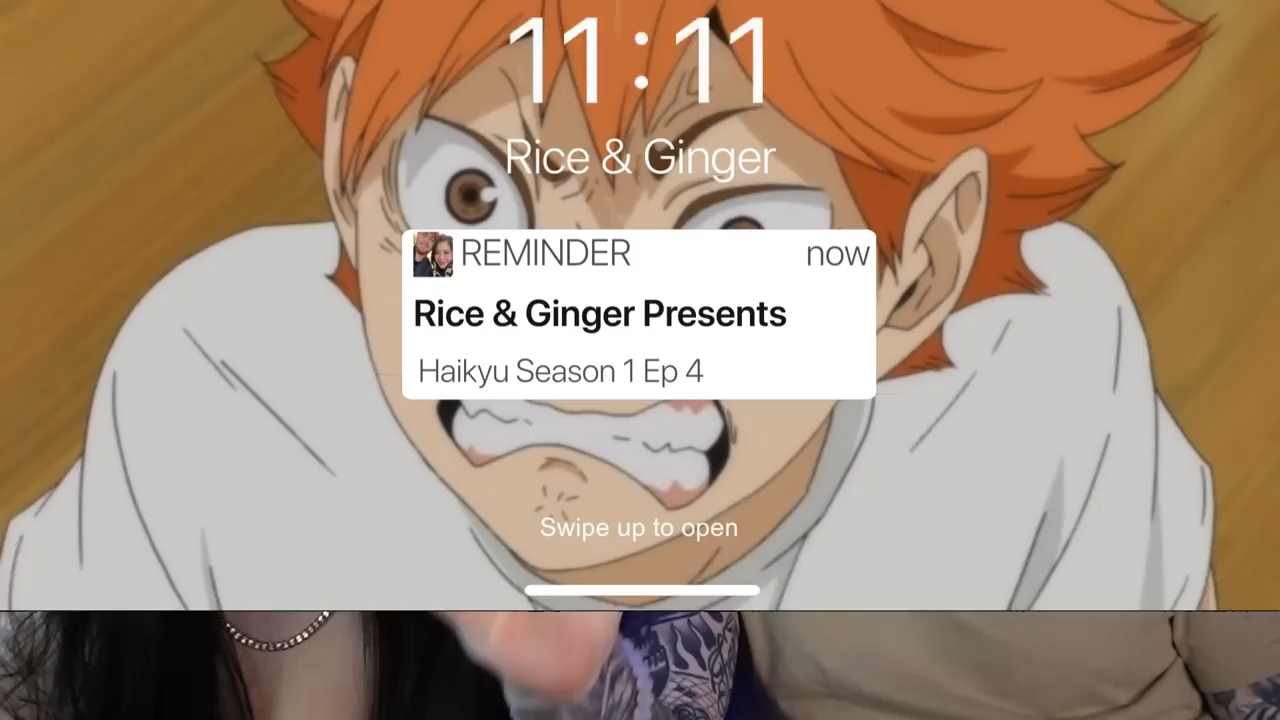 11:11
Rice & Ginger
REMINDER now
Rice & Ginger Presents
Haikyu Season 1 Ep 4
Swipe up to open